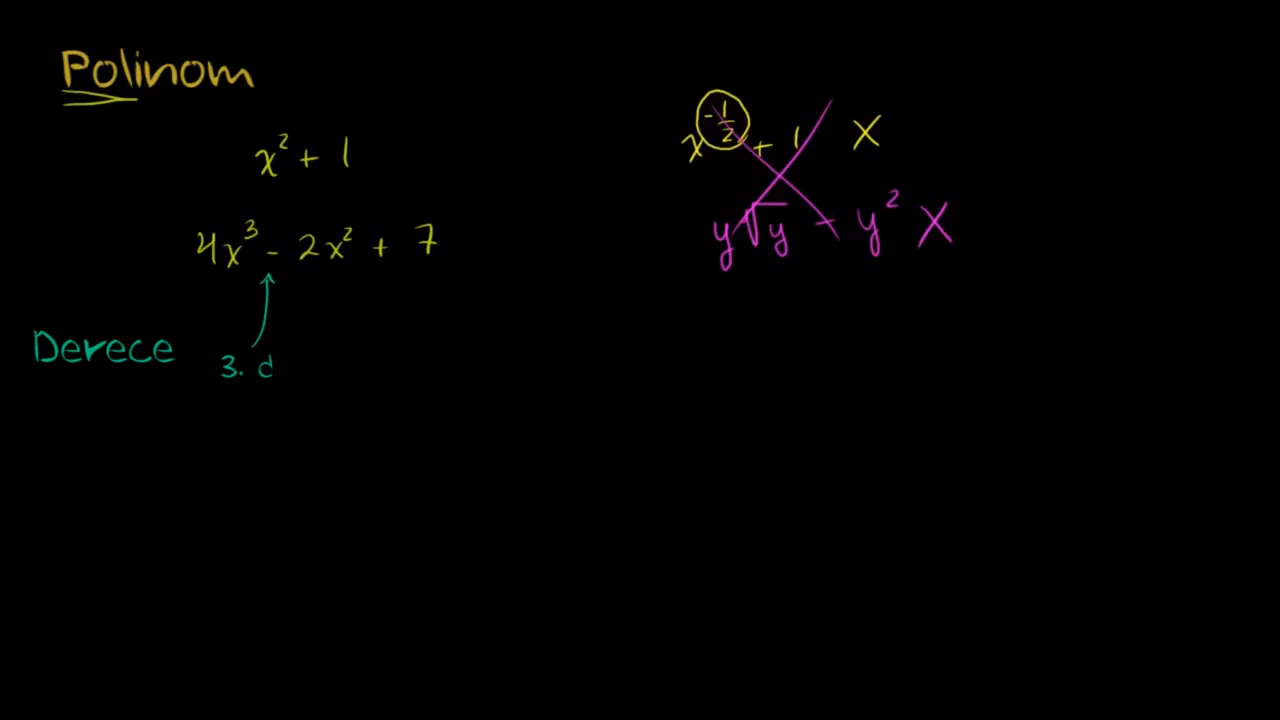 Polinom
x² + 1
4x³ - 2x² + 7
Derece 3. d
x^(-1/2) + 1 X
y√y - y² X